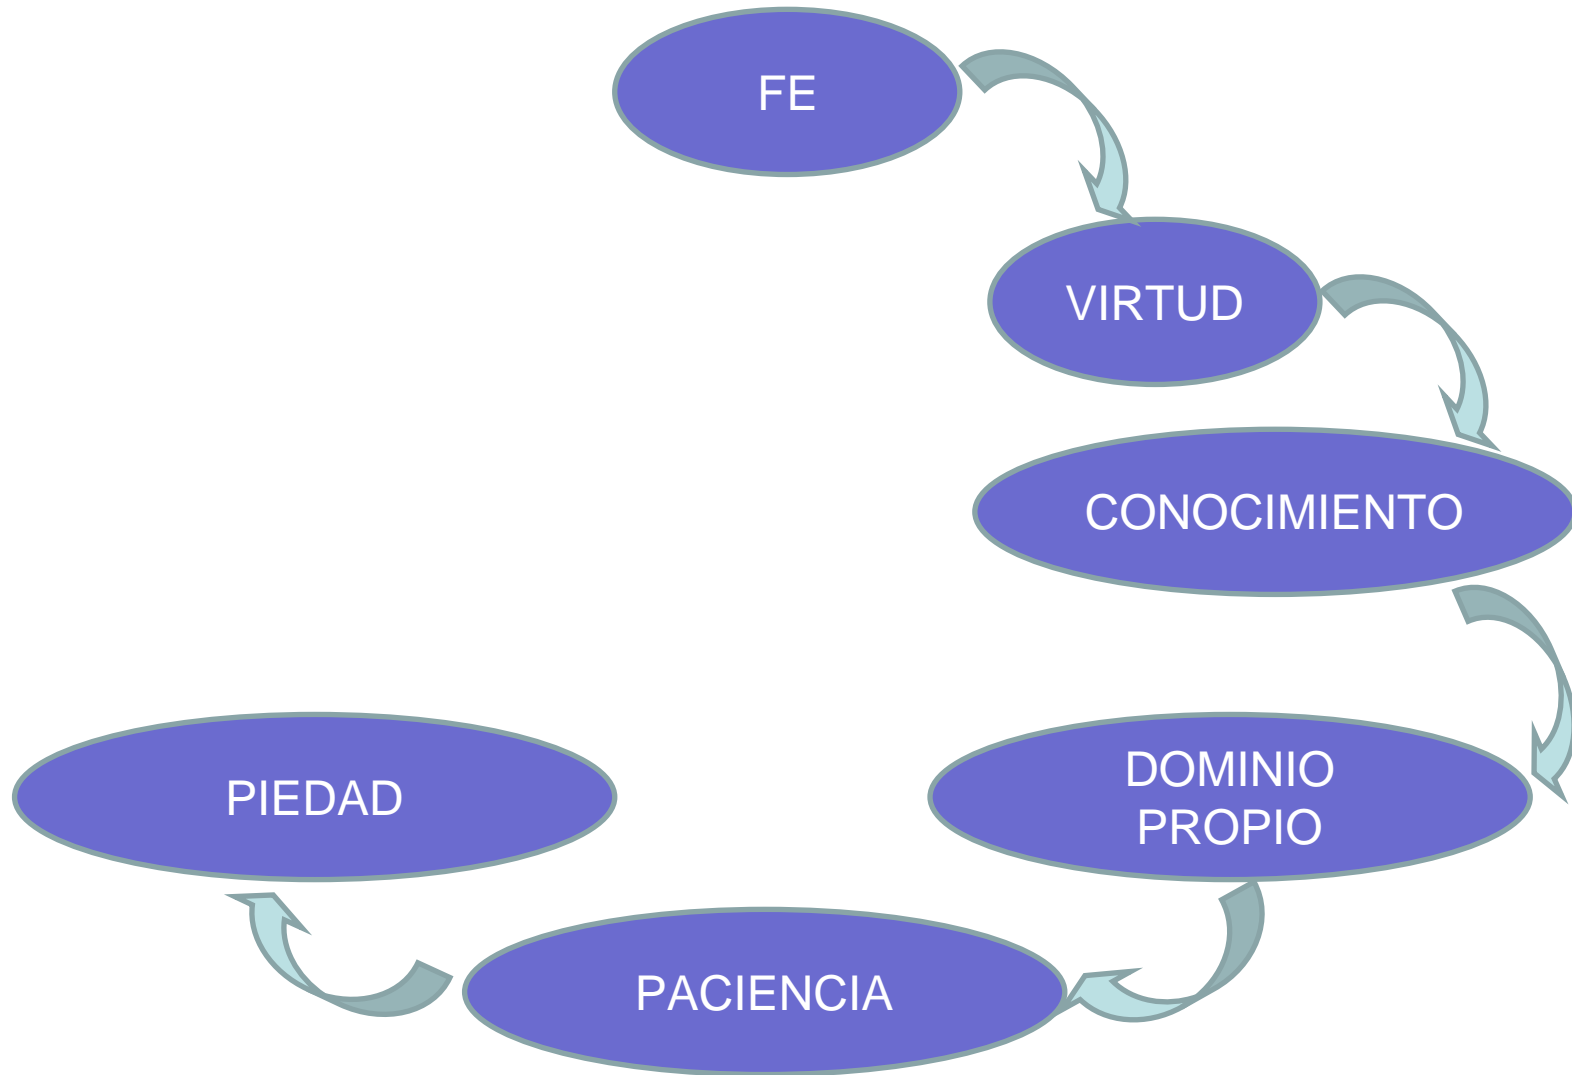 FE
VIRTUD
CONOCIMIENTO
DOMINIO
PROPIO
PACIENCIA
PIEDAD